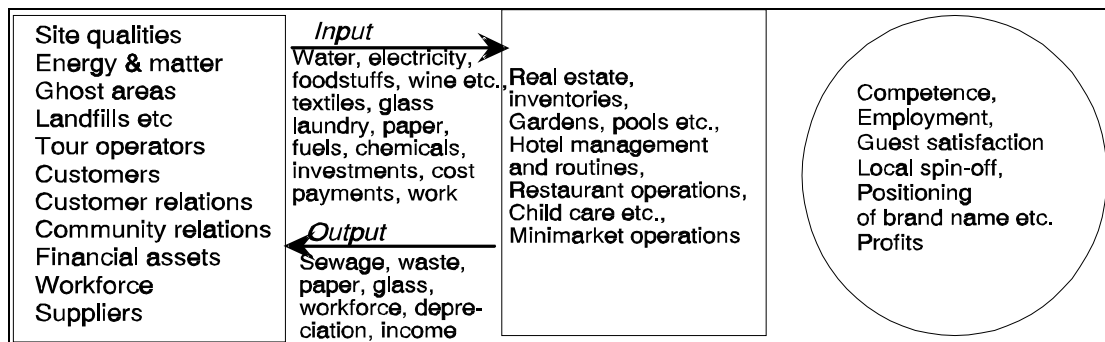 Site qualities
Energy & matter
Ghost areas
Landfills etc
Tour operators
Customers
Customer relations
Community relations
Financial assets
Workforce
Suppliers
Input
Water, electricity,
foodstuffs, wine etc.,
textiles, glass
laundry, paper,
fuels, chemicals,
investments, cost
payments, work
Output
Sewage, waste,
paper, glass,
workforce, depre-
ciation, income
Real estate,
inventories,
Gardens, pools etc.,
Hotel management
and routines,
Restaurant operations,
Child care etc.,
Minimarket operations
Competence,
Employment,
Guest satisfaction
Local spin-off,
Positioning
of brand name etc.
Profits